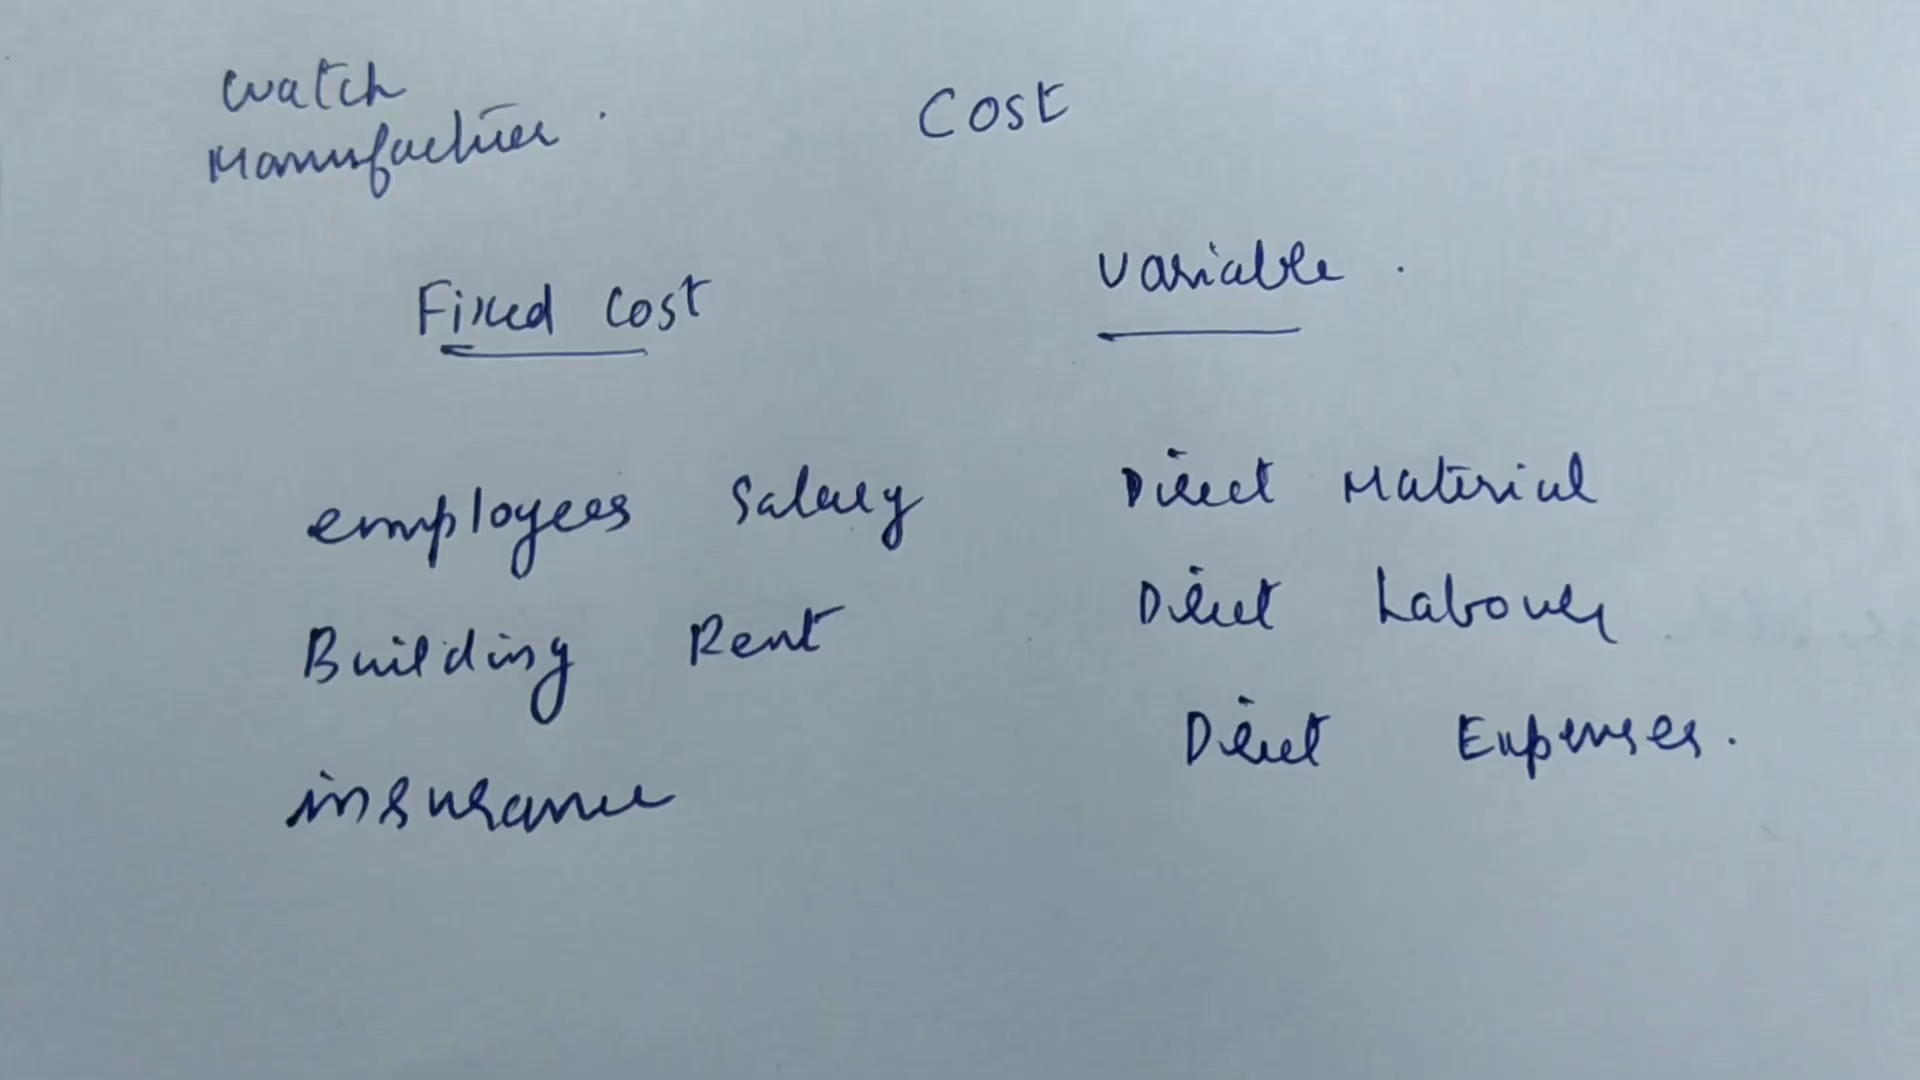 Watch
Manufacturer.
Cost
Fixed Cost
Variable.
employees Salary
Building Rent
insurance
Direct Material
Direct Labour
Direct Expenses.